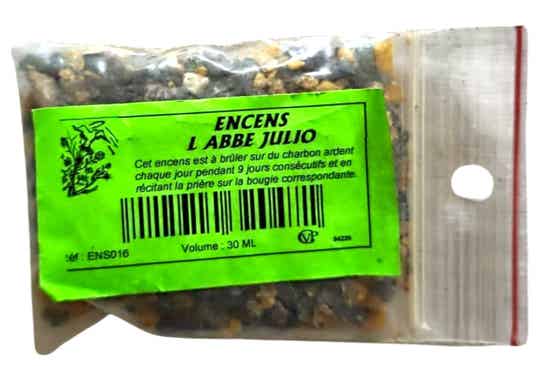 ENCENS
L ABBE JULIO
Cet encens est à brûler sur du charbon ardent
chaque jour pendant 9 jours consécutifs et en
récitant la prière sur la bougie correspondante.
réf : ENS016
Volume : 30 ML
CVP